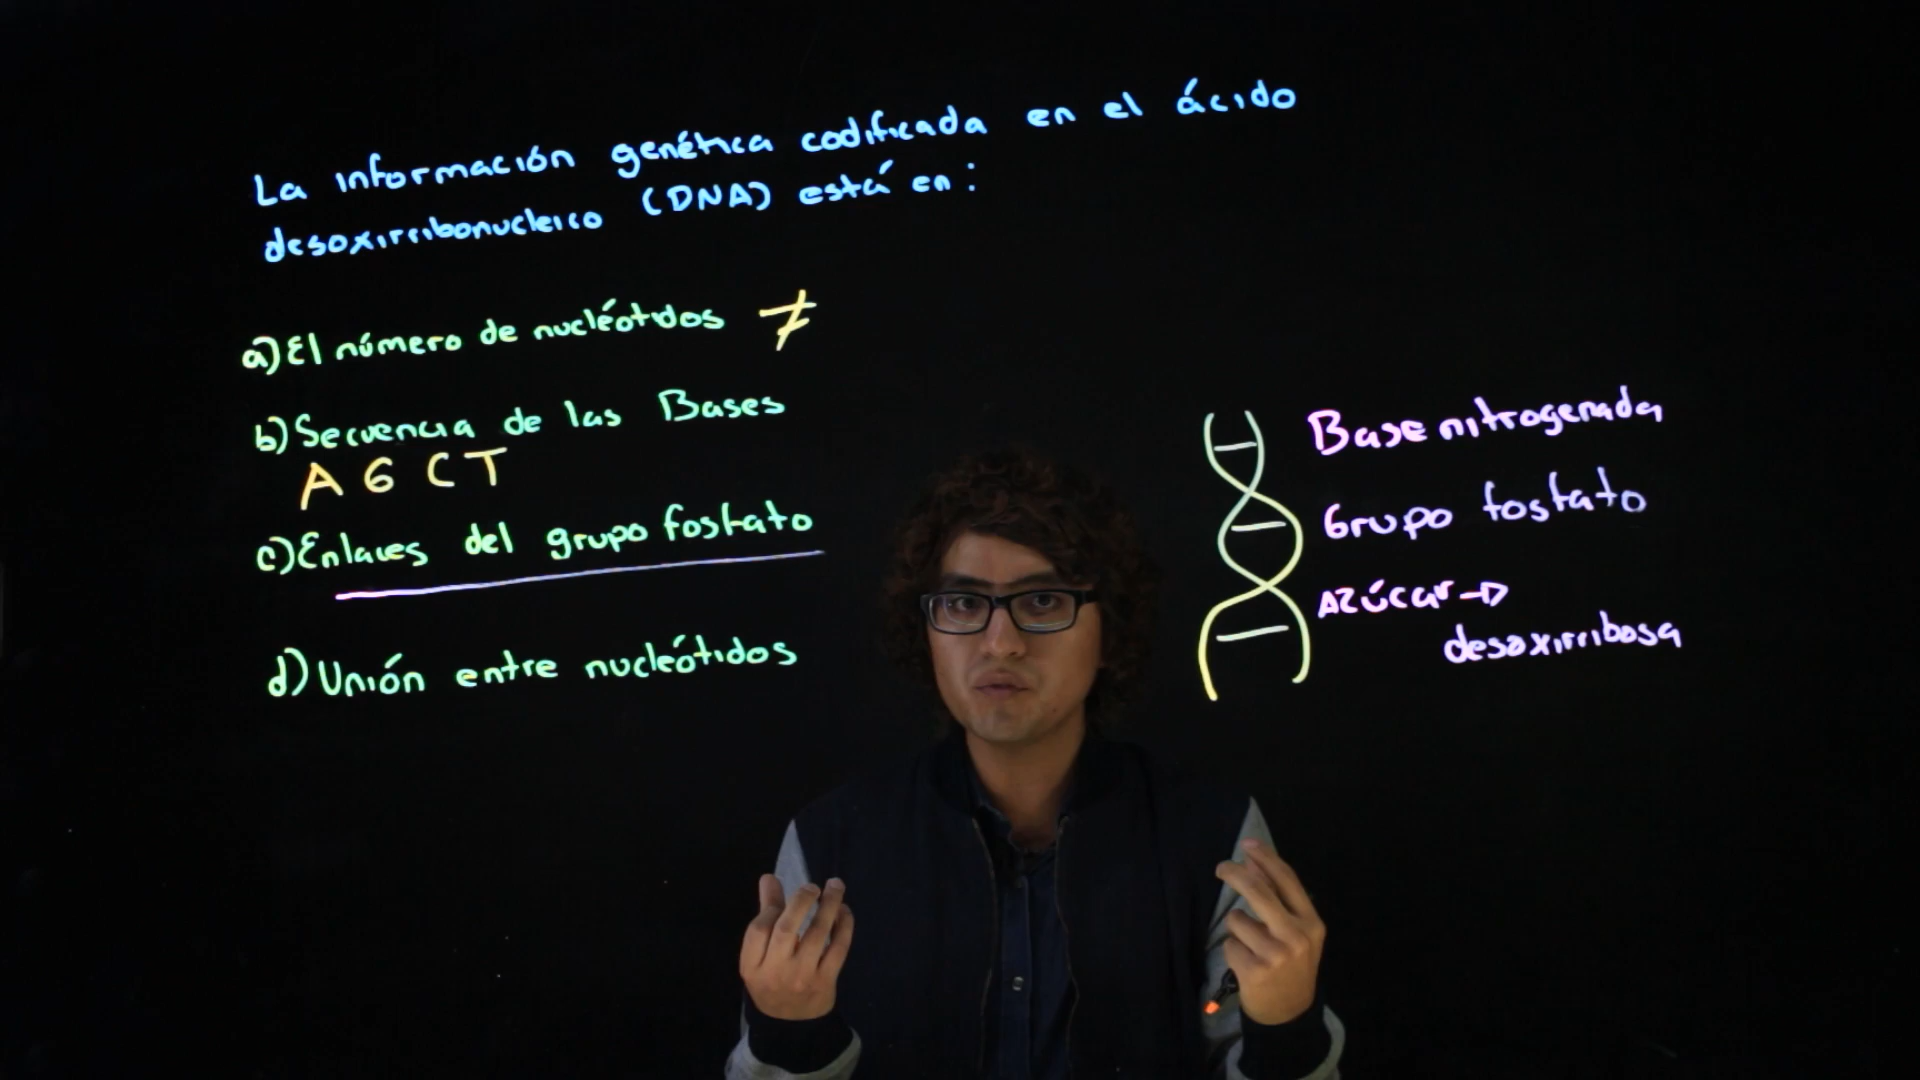 La información genética codificada en el ácido
desoxirribonucleico (DNA) está en:
a) El número de nucléotidos ≠
b) Secuencia de las Bases
A G C T
c) Enlaces del grupo fosfato
d) Unión entre nucleótidos
Base nitrogenada
Grupo fosfato
Azúcar →
desoxirribosa